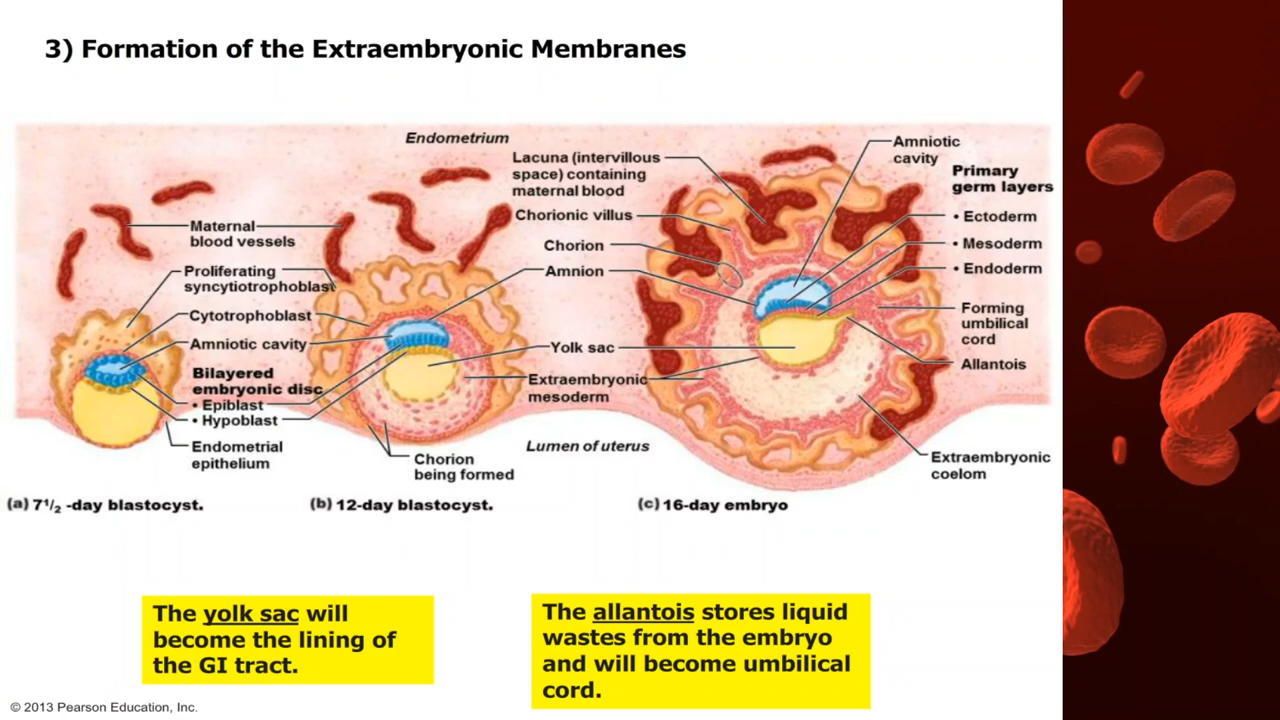 3) Formation of the Extraembryonic Membranes
Endometrium
Maternal
blood vessels
Proliferating
syncytiotrophoblast
Cytotrophoblast
Amniotic cavity
Bilayered
embryonic disc
• Epiblast
• Hypoblast
Endometrial
epithelium
Lacuna (intervillous
space) containing
maternal blood
Chorionic villus
Chorion
Amnion
Yolk sac
Extraembryonic
mesoderm
Lumen of uterus
Chorion
being formed
Amniotic
cavity
Primary
germ layers
• Ectoderm
• Mesoderm
• Endoderm
Forming
umbilical
cord
Allantois
Extraembryonic
coelom
(a) 7½ -day blastocyst.
(b) 12-day blastocyst.
(c) 16-day embryo
The yolk sac will
become the lining of
the GI tract.
The allantois stores liquid
wastes from the embryo
and will become umbilical
cord.
© 2013 Pearson Education, Inc.